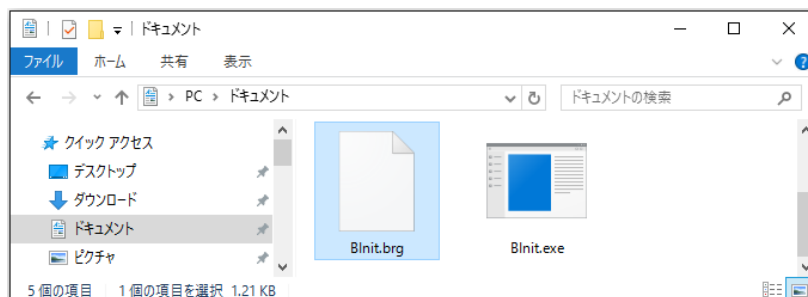 ドキュメント
ファイル ホーム 共有 表示
PC › ドキュメント ドキュメントの検索
クイック アクセス
デスクトップ
ダウンロード
ドキュメント
ピクチャ
BInit.brg BInit.exe
5 個の項目 1 個の項目を選択 1.21 KB